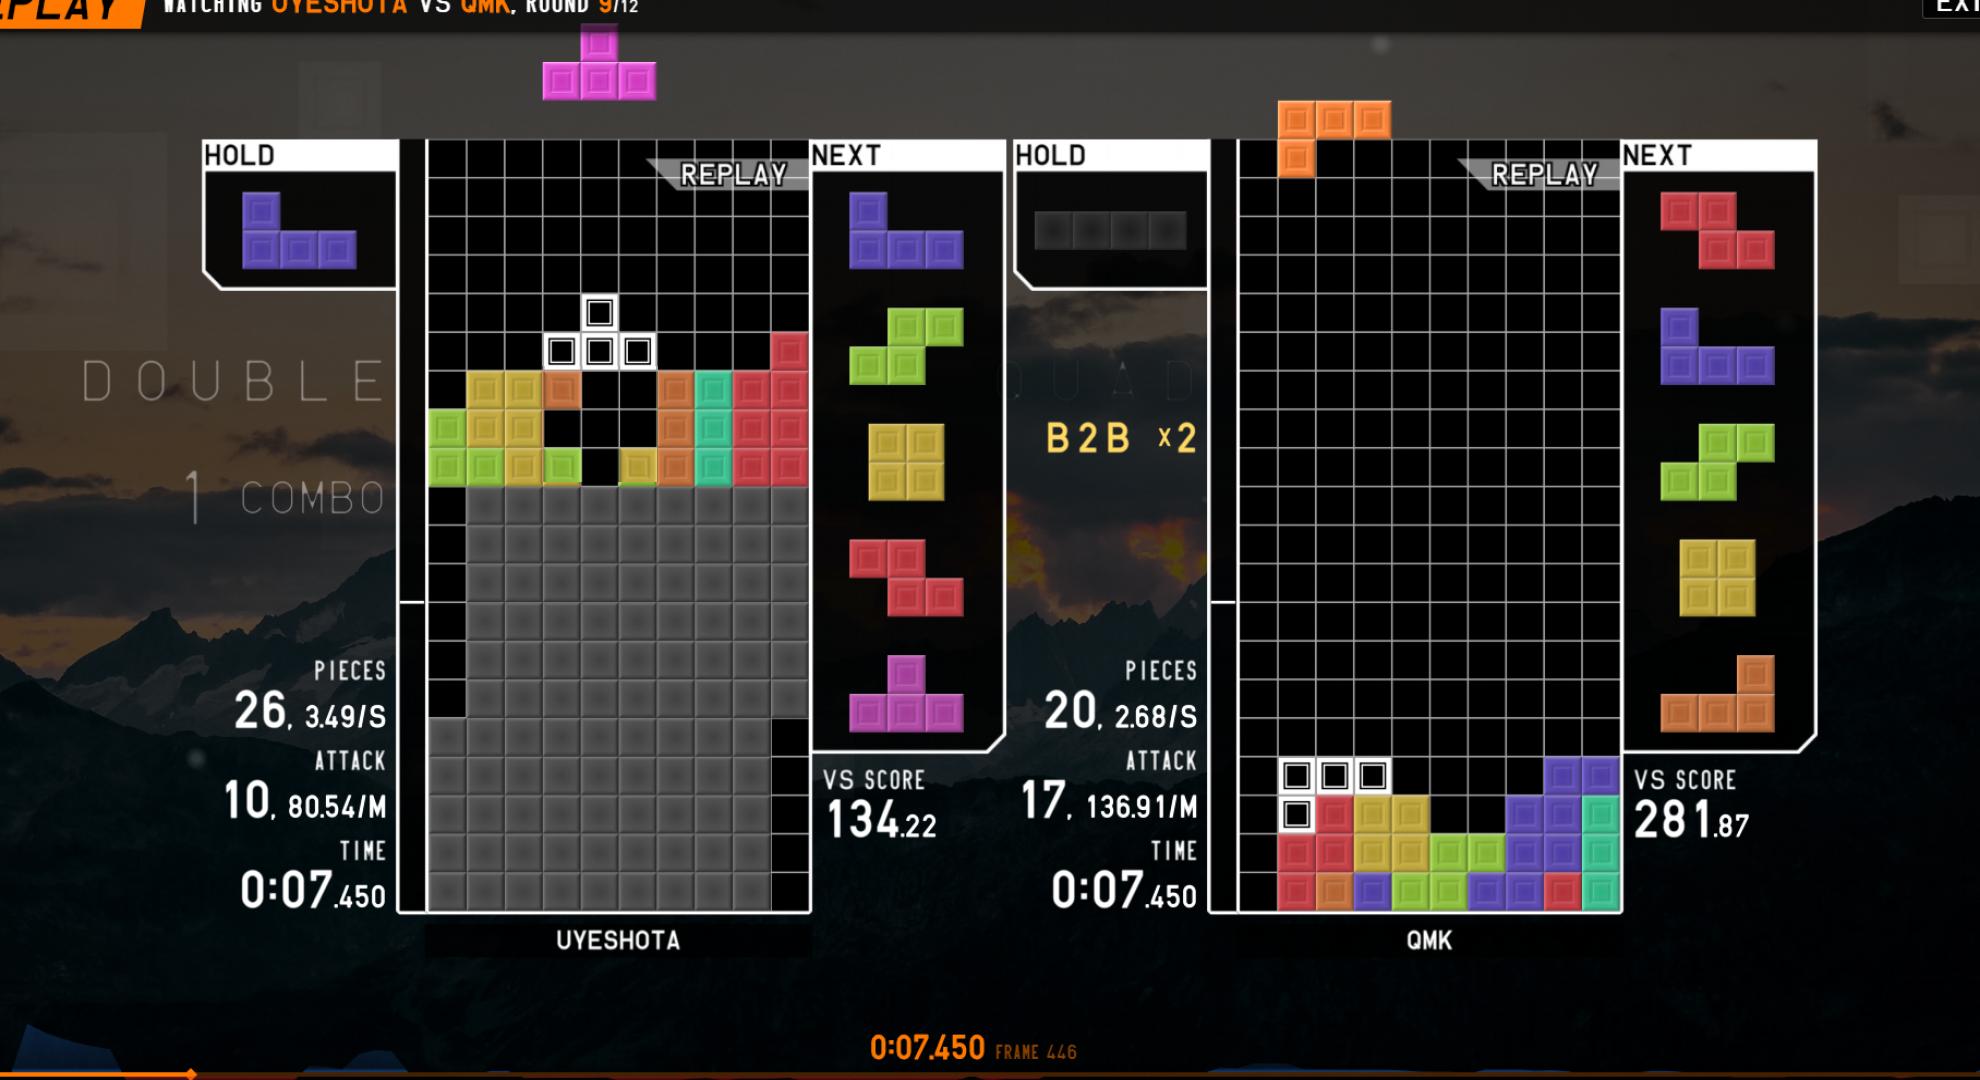 WATCHING UYESHOTA VS QMK, ROUND 9/12
HOLD
REPLAY
NEXT
DOUBLE
1 COMBO
PIECES
26, 3.49/S
ATTACK
10, 80.54/M
TIME
0:07.450
VS SCORE
134.22
UYESHOTA
HOLD
REPLAY
NEXT
QUAD
B2B ×2
PIECES
20, 2.68/S
ATTACK
17, 136.91/M
TIME
0:07.450
VS SCORE
281.87
QMK
0:07.450 FRAME 446